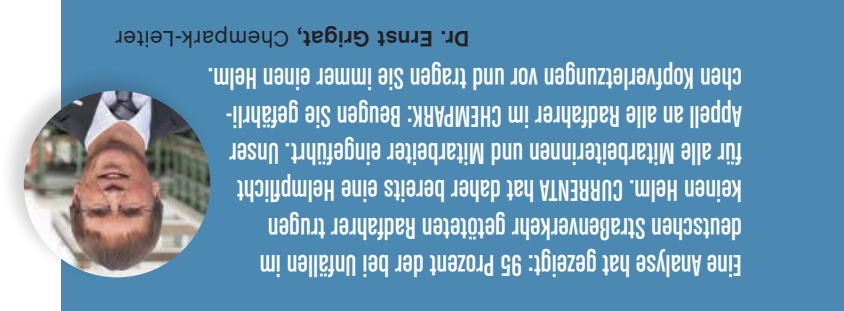 Eine Analyse hat gezeigt: 95 Prozent der bei Unfällen im
deutschen Straßenverkehr getöteten Radfahrer trugen
keinen Helm. CURRENTA hat daher bereits eine Helmpflicht
für alle Mitarbeiterinnen und Mitarbeiter eingeführt. Unser
Appell an alle Radfahrer im CHEMPARK: Beugen Sie gefährli-
chen Kopfverletzungen vor und tragen Sie immer einen Helm.
Dr. Ernst Grigat, Chempark-Leiter